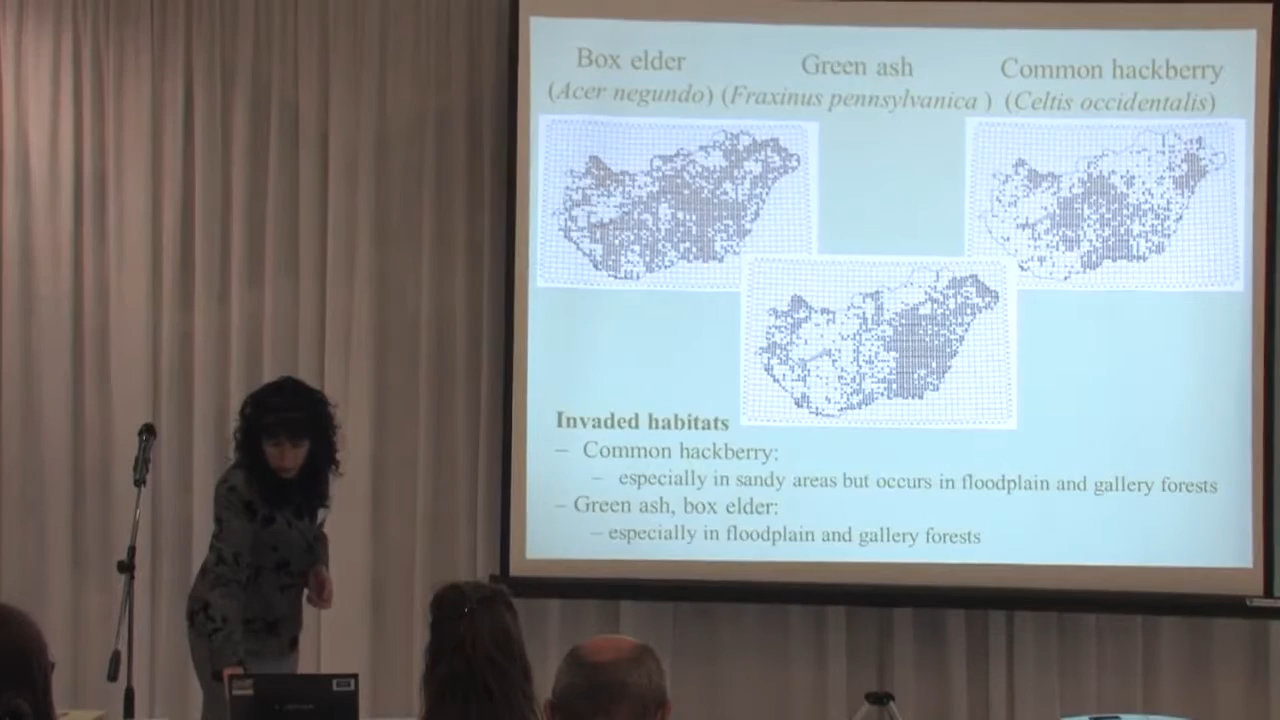 Box elder
(Acer negundo)
Green ash
(Fraxinus pennsylvanica )
Common hackberry
(Celtis occidentalis)
Invaded habitats
– Common hackberry:
– especially in sandy areas but occurs in floodplain and gallery forests
– Green ash, box elder:
– especially in floodplain and gallery forests